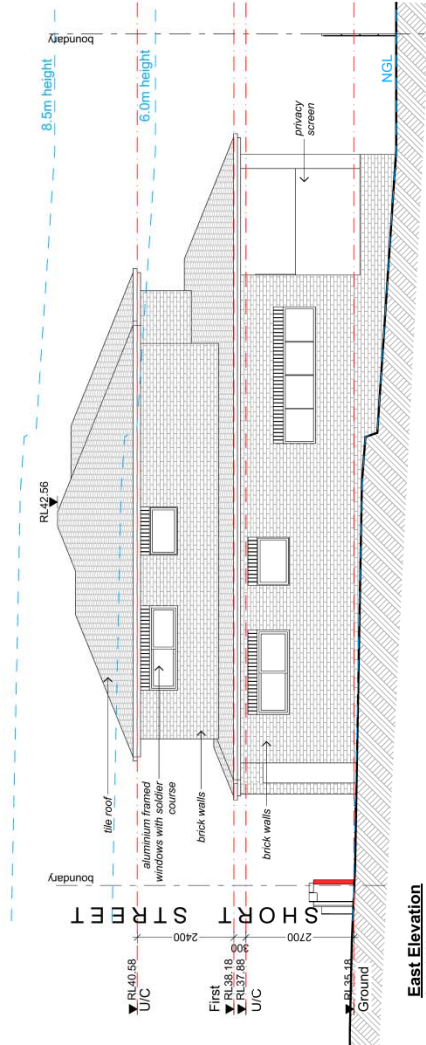 boundary
8.5m height
6.0m height
NGL
privacy
screen
RL42.56
tile roof
aluminium framed
windows with soldier
course
brick walls
brick walls
boundary
SHORT STREET
2400
300
2700
RL40.58
U/C
First
RL38.18
RL37.88
U/C
RL35.18
Ground
East Elevation